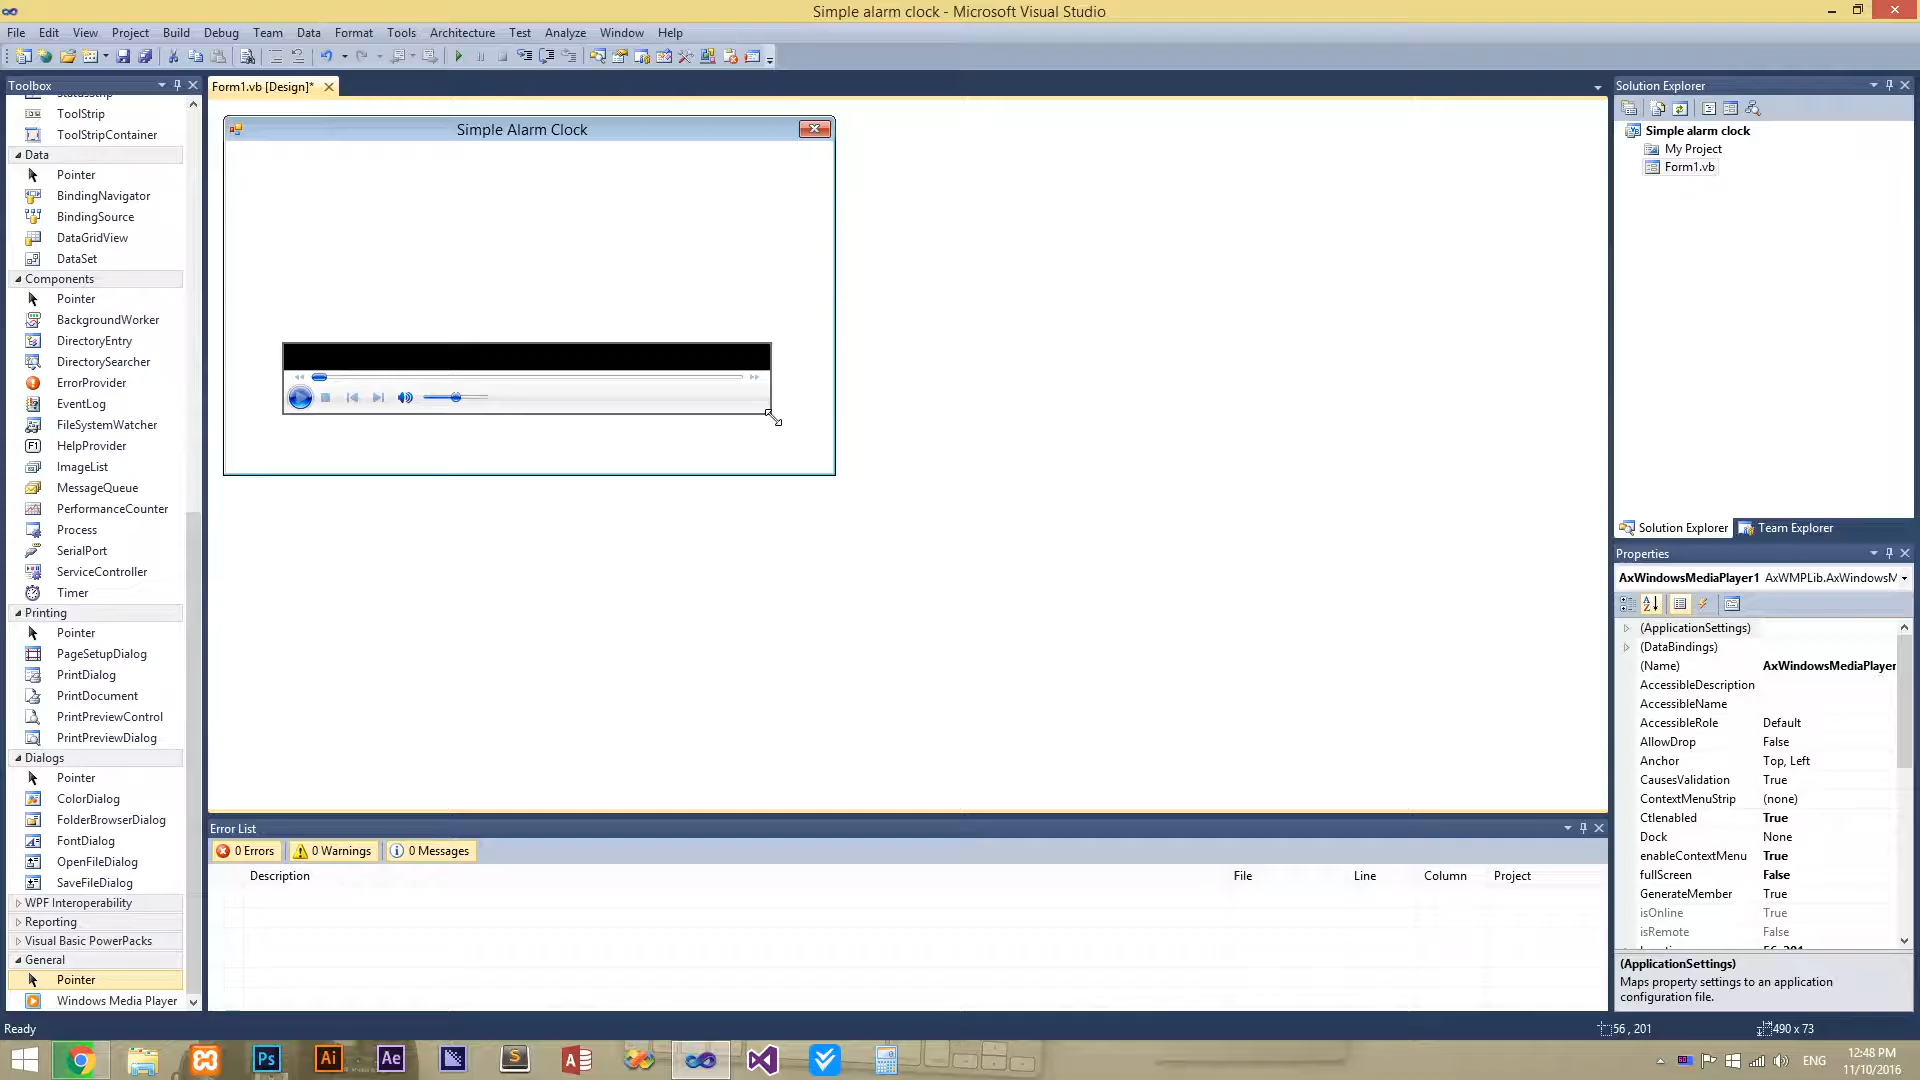 Simple alarm clock - Microsoft Visual Studio
File Edit View Project Build Debug Team Data Format Tools Architecture Test Analyze Window Help
Toolbox
ToolStrip
ToolStripContainer
Data
Pointer
BindingNavigator
BindingSource
DataGridView
DataSet
Components
Pointer
BackgroundWorker
DirectoryEntry
DirectorySearcher
ErrorProvider
EventLog
FileSystemWatcher
HelpProvider
ImageList
MessageQueue
PerformanceCounter
Process
SerialPort
ServiceController
Timer
Printing
Pointer
PageSetupDialog
PrintDialog
PrintDocument
PrintPreviewControl
PrintPreviewDialog
Dialogs
Pointer
ColorDialog
FolderBrowserDialog
FontDialog
OpenFileDialog
SaveFileDialog
WPF Interoperability
Reporting
Visual Basic PowerPacks
General
Pointer
Windows Media Player
Form1.vb [Design]*
Simple Alarm Clock
Error List
0 Errors 0 Warnings 0 Messages
Description File Line Column Project
Solution Explorer
Simple alarm clock
My Project
Form1.vb
Solution Explorer Team Explorer
Properties
AxWindowsMediaPlayer1 AxWMPLib.AxWindowsM
(ApplicationSettings)
(DataBindings)
(Name) AxWindowsMediaPlayer
AccessibleDescription
AccessibleName
AccessibleRole Default
AllowDrop False
Anchor Top, Left
CausesValidation True
ContextMenuStrip (none)
Ctlenabled True
Dock None
enableContextMenu True
fullScreen False
GenerateMember True
isOnline True
isRemote False
(ApplicationSettings)
Maps property settings to an application
configuration file.
Ready
56 , 201
490 x 73
Ps Ai Ae S A
ENG
12:48 PM
11/10/2016